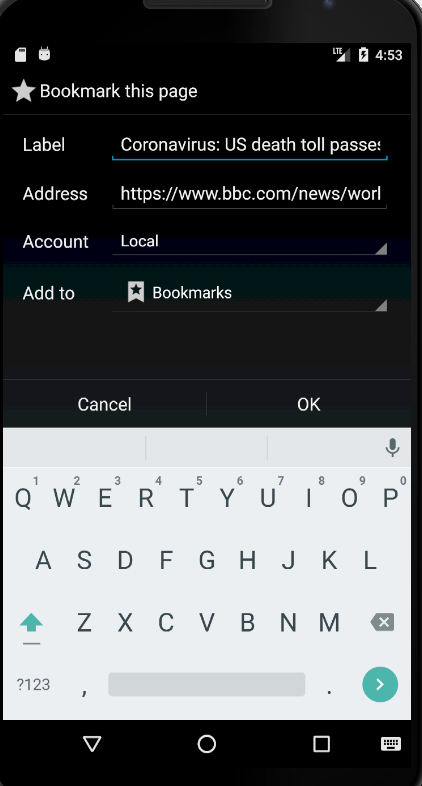 LTE 4:53
Bookmark this page
Label Coronavirus: US death toll passes
Address https://www.bbc.com/news/worl
Account Local
Add to Bookmarks
Cancel OK
1 2 3 4 5 6 7 8 9 0
Q W E R T Y U I O P
A S D F G H J K L
Z X C V B N M
?123 , .